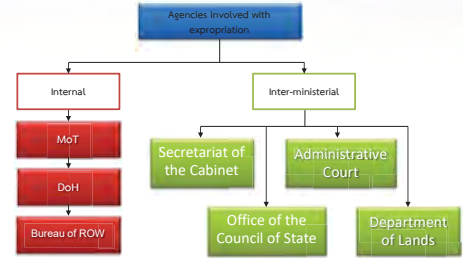 Agencies involved with
expropriation
Internal
Inter-ministerial
MoT
DoH
Bureau of ROW
Secretariat of
the Cabinet
Administrative
Court
Office of the
Council of State
Department
of Lands